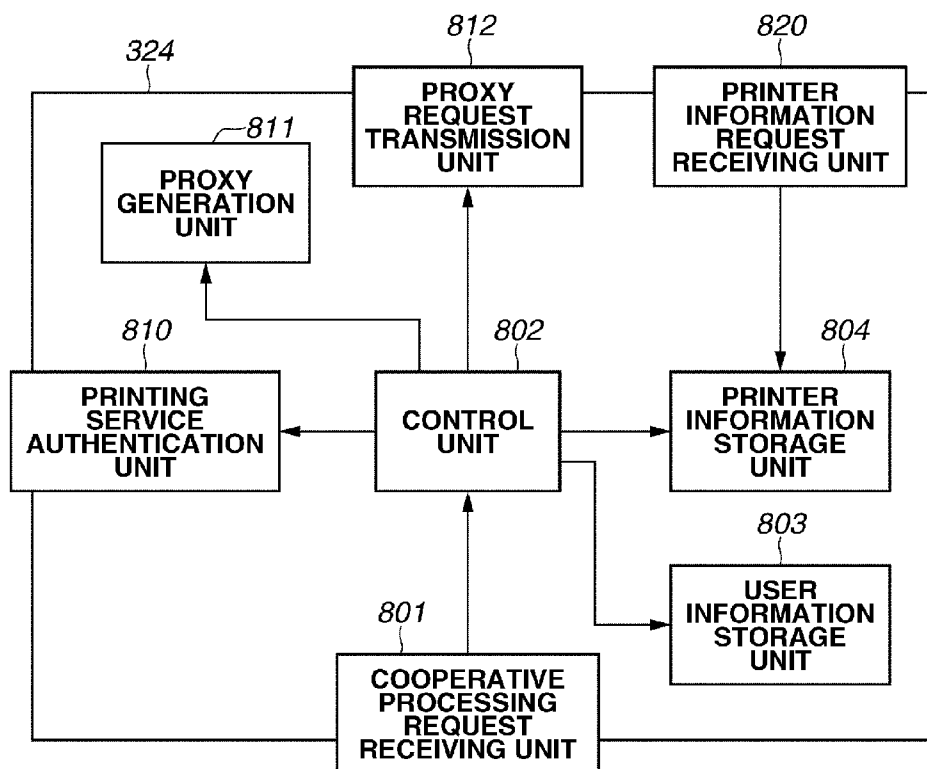 812
820
324
PROXY
REQUEST
TRANSMISSION
UNIT
PRINTER
INFORMATION
REQUEST
RECEIVING UNIT
811
PROXY
GENERATION
UNIT
810
802
804
PRINTING
SERVICE
AUTHENTICATION
UNIT
CONTROL
UNIT
PRINTER
INFORMATION
STORAGE
UNIT
803
USER
INFORMATION
STORAGE
UNIT
801
COOPERATIVE
PROCESSING
REQUEST
RECEIVING UNIT